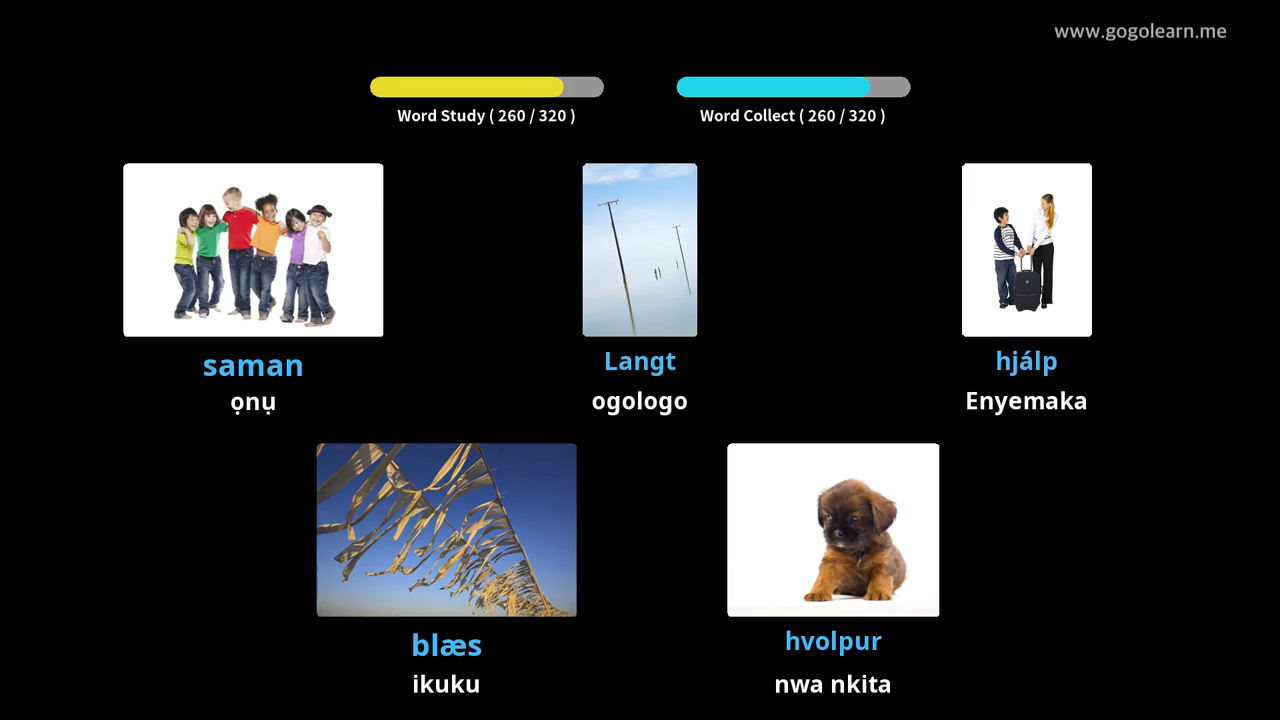 www.gogolearn.me
Word Study ( 260 / 320 )
Word Collect ( 260 / 320 )
saman
ọnụ
Langt
ogologo
hjálp
Enyemaka
blæs
ikuku
hvolpur
nwa nkita